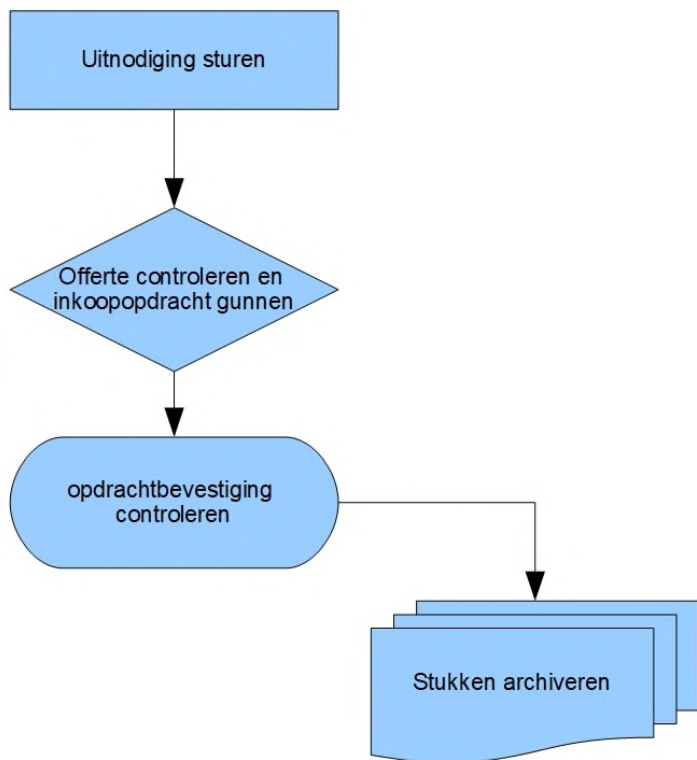 Uitnodiging sturen
Offerte controleren en
inkoopopdracht gunnen
opdrachtbevestiging
controleren
Stukken archiveren